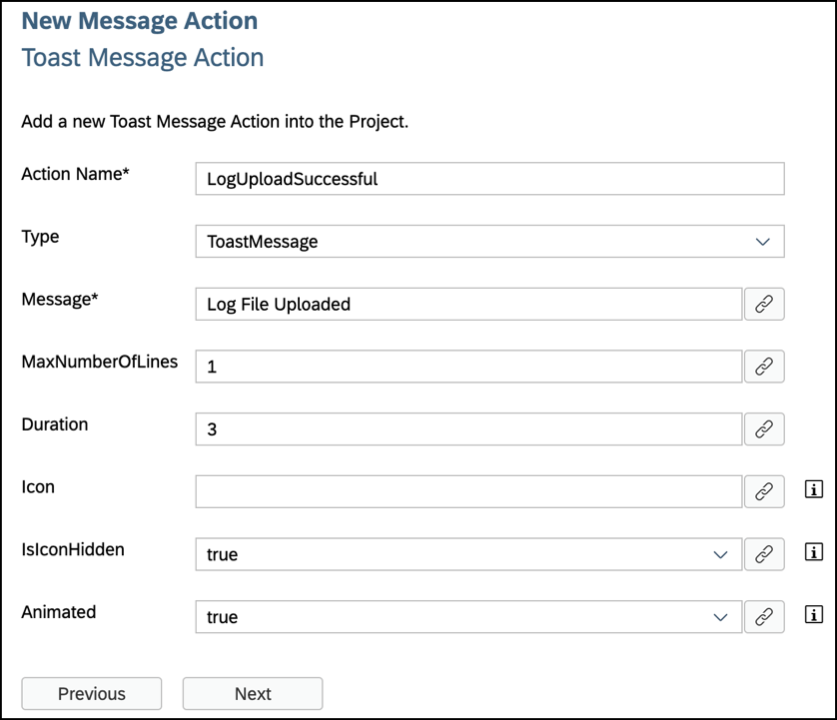 New Message Action
Toast Message Action
Add a new Toast Message Action into the Project.
Action Name* LogUploadSuccessful
Type ToastMessage
Message* Log File Uploaded
MaxNumberOfLines 1
Duration 3
Icon
IsIconHidden true
Animated true
Previous Next